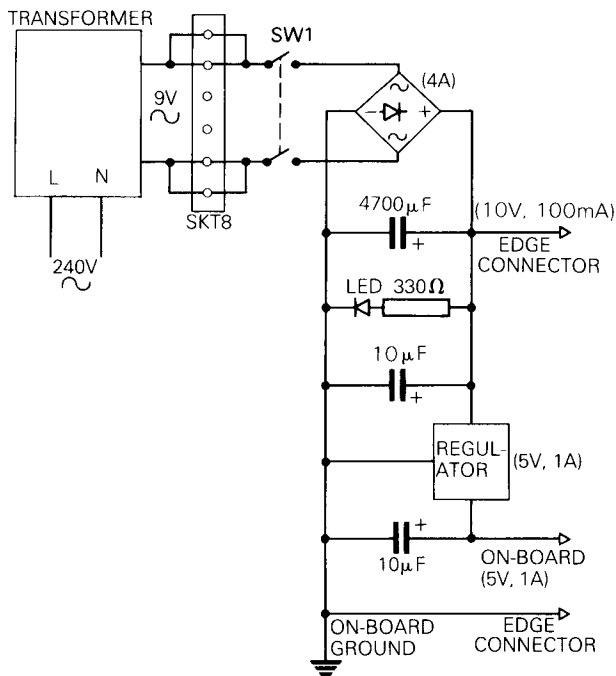 TRANSFORMER
SW1
(4A)
9V
L N
SKT8
240V
- +
4700μF
+
(10V, 100mA)
EDGE
CONNECTOR
LED 330Ω
10μF
+
REGUL-
ATOR
(5V, 1A)
+
10μF
ON-BOARD
(5V, 1A)
ON-BOARD
GROUND
EDGE
CONNECTOR